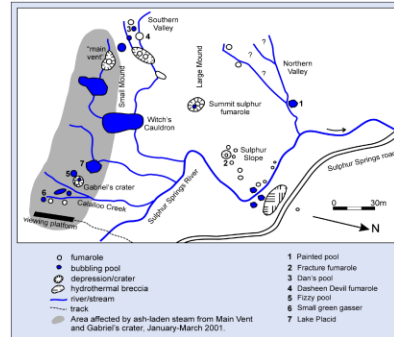 Southern
Valley
3
4
"main
vent"
Small Mound
Large Mound
?
?
?
Northern
Valley
1
Witch's
Cauldron
Summit sulphur
fumarole
7
5
Gabriel's crater
6
Calalloo Creek
viewing platform
Sulphur Springs River
2
Sulphur
Slope
Sulphur Springs road
0 30m
N
fumarole
bubbling pool
depression/crater
hydrothermal breccia
river/stream
track
Area affected by ash-laden steam from Main Vent
and Gabriel's crater, January-March 2001.
1 Painted pool
2 Fracture fumarole
3 Dan's pool
4 Dasheen Devil fumarole
5 Fizzy pool
6 Small green gasser
7 Lake Placid